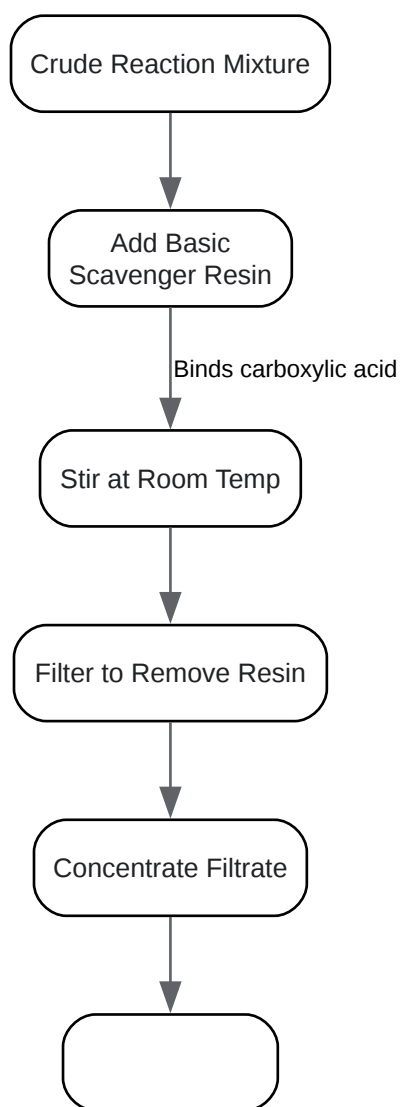 Crude Reaction Mixture
Add Basic
Scavenger Resin
Binds carboxylic acid
Stir at Room Temp
Filter to Remove Resin
Concentrate Filtrate